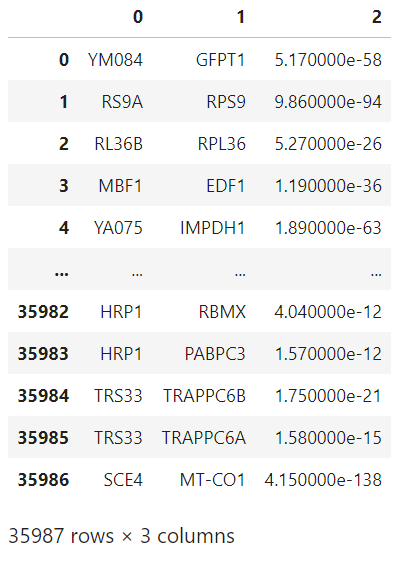 0 1 2
0 YM084 GFPT1 5.170000e-58
1 RS9A RPS9 9.860000e-94
2 RL36B RPL36 5.270000e-26
3 MBF1 EDF1 1.190000e-36
4 YA075 IMPDH1 1.890000e-63
... ... ... ...
35982 HRP1 RBMX 4.040000e-12
35983 HRP1 PABPC3 1.570000e-12
35984 TRS33 TRAPPC6B 1.750000e-21
35985 TRS33 TRAPPC6A 1.580000e-15
35986 SCE4 MT-CO1 4.150000e-138
35987 rows × 3 columns